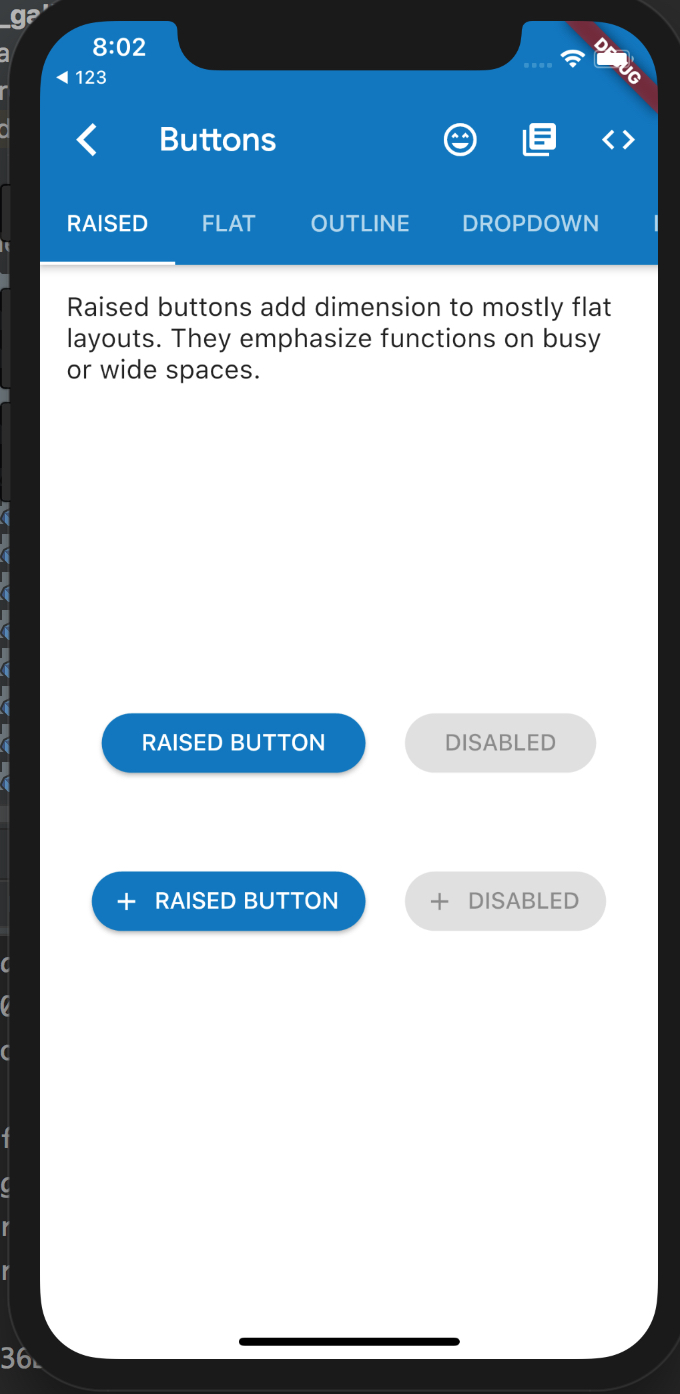 8:02
◀ 123
DEBUG
Buttons
RAISED FLAT OUTLINE DROPDOWN
Raised buttons add dimension to mostly flat
layouts. They emphasize functions on busy
or wide spaces.
RAISED BUTTON DISABLED
+ RAISED BUTTON + DISABLED